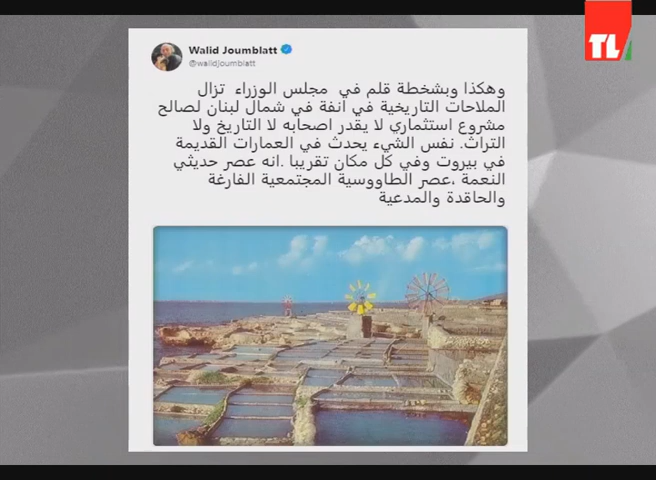 TL
Walid Joumblatt
@walidjoumblatt
وهكذا وبشخطة قلم في مجلس الوزراء تزال
الملاحات التاريخية في انفة في شمال لبنان لصالح
مشروع استثماري لا يقدر اصحابه لا التاريخ ولا
التراث. نفس الشيء يحدث في العمارات القديمة
في بيروت وفي كل مكان تقريبا .انه عصر حديثي
النعمة ،عصر الطاووسية المجتمعية الفارغة
والحاقدة والمدعية